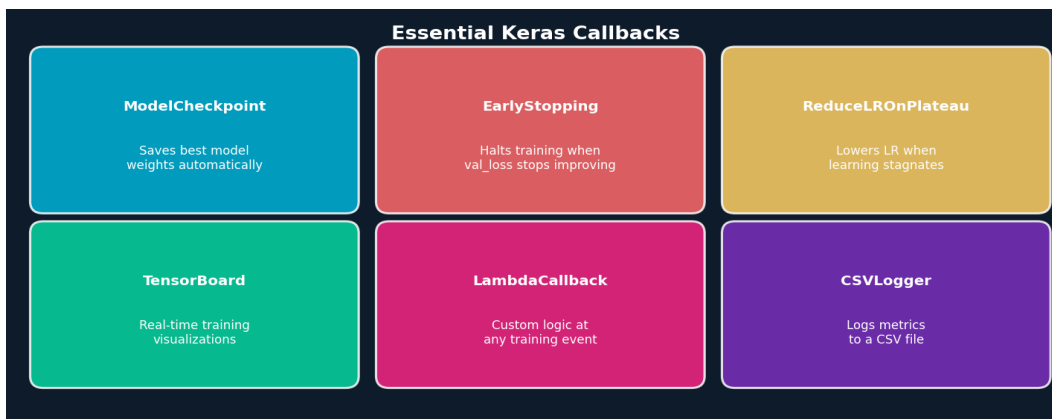 Essential Keras Callbacks
ModelCheckpoint
Saves best model
weights automatically
EarlyStopping
Halts training when
val_loss stops improving
ReduceLROnPlateau
Lowers LR when
learning stagnates
TensorBoard
Real-time training
visualizations
LambdaCallback
Custom logic at
any training event
CSVLogger
Logs metrics
to a CSV file